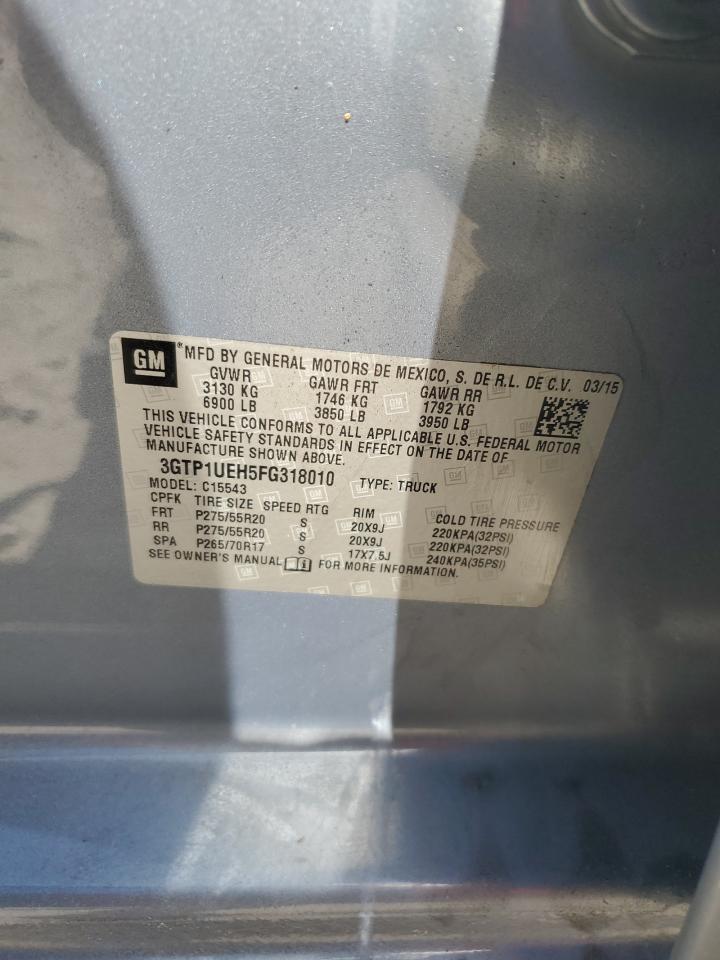 GM ® MFD BY GENERAL MOTORS DE MEXICO, S. DE R.L. DE C.V. 03/15
GVWR GAWR FRT GAWR RR
3130 KG 1746 KG 1792 KG
6900 LB 3850 LB 3950 LB
THIS VEHICLE CONFORMS TO ALL APPLICABLE U.S. FEDERAL MOTOR
VEHICLE SAFETY STANDARDS IN EFFECT ON THE DATE OF
MANUFACTURE SHOWN ABOVE.
3GTP1UEH5FG318010 TYPE: TRUCK
MODEL: C15543
CPFK TIRE SIZE SPEED RTG RIM COLD TIRE PRESSURE
FRT P275/55R20 S 20X9J 220KPA(32PSI)
RR P275/55R20 S 20X9J 220KPA(32PSI)
SPA P265/70R17 S 17X7.5J 240KPA(35PSI)
SEE OWNER'S MANUAL i FOR MORE INFORMATION.